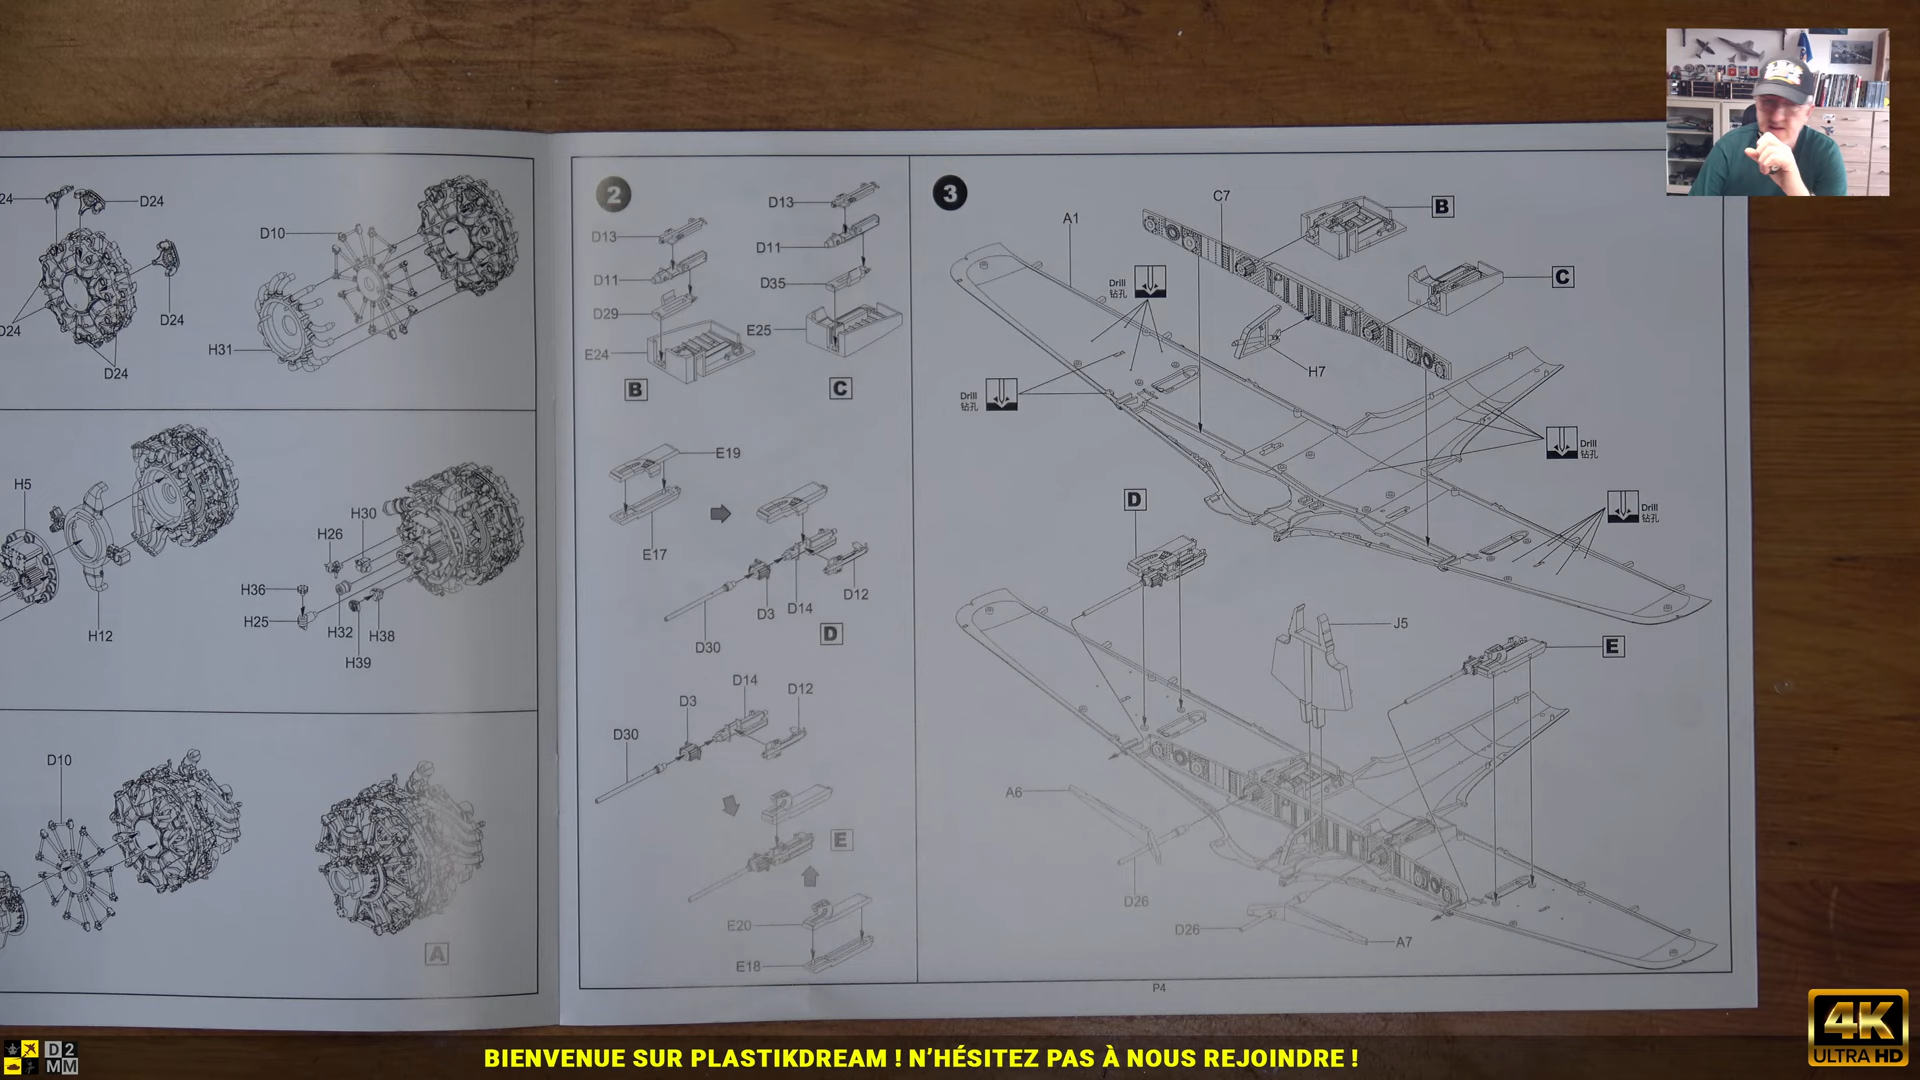 D24
D24
D24
D24
D24
D10
H31
H5
H12
H26
H30
H36
H25
H32
H38
H39
D10
A
2
D13
D11
D29
E24
B
D13
D11
D35
E25
C
E19
E17
D30
D3
D14
D12
D
D30
D3
D14
D12
E
E20
E18
3
A1
C7
B
C
H7
Drill
钻孔
Drill
钻孔
Drill
钻孔
Drill
钻孔
D
J5
E
A6
D26
D26
A7
P4
D2
MM
BIENVENUE SUR PLASTIKDREAM ! N’HÉSITEZ PAS À NOUS REJOINDRE !
4K
ULTRA HD